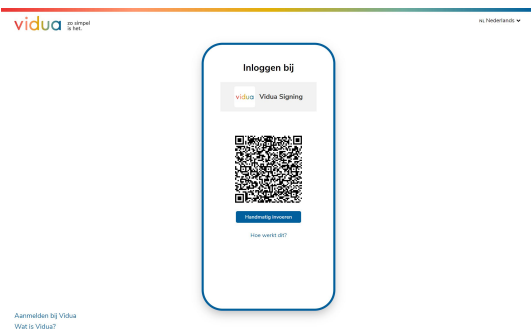 vidua zo simpel
is het.
NL Nederlands
Inloggen bij
vidua Vidua Signing
Handmatig invoeren
Hoe werkt dit?
Aanmelden bij Vidua
Wat is Vidua?